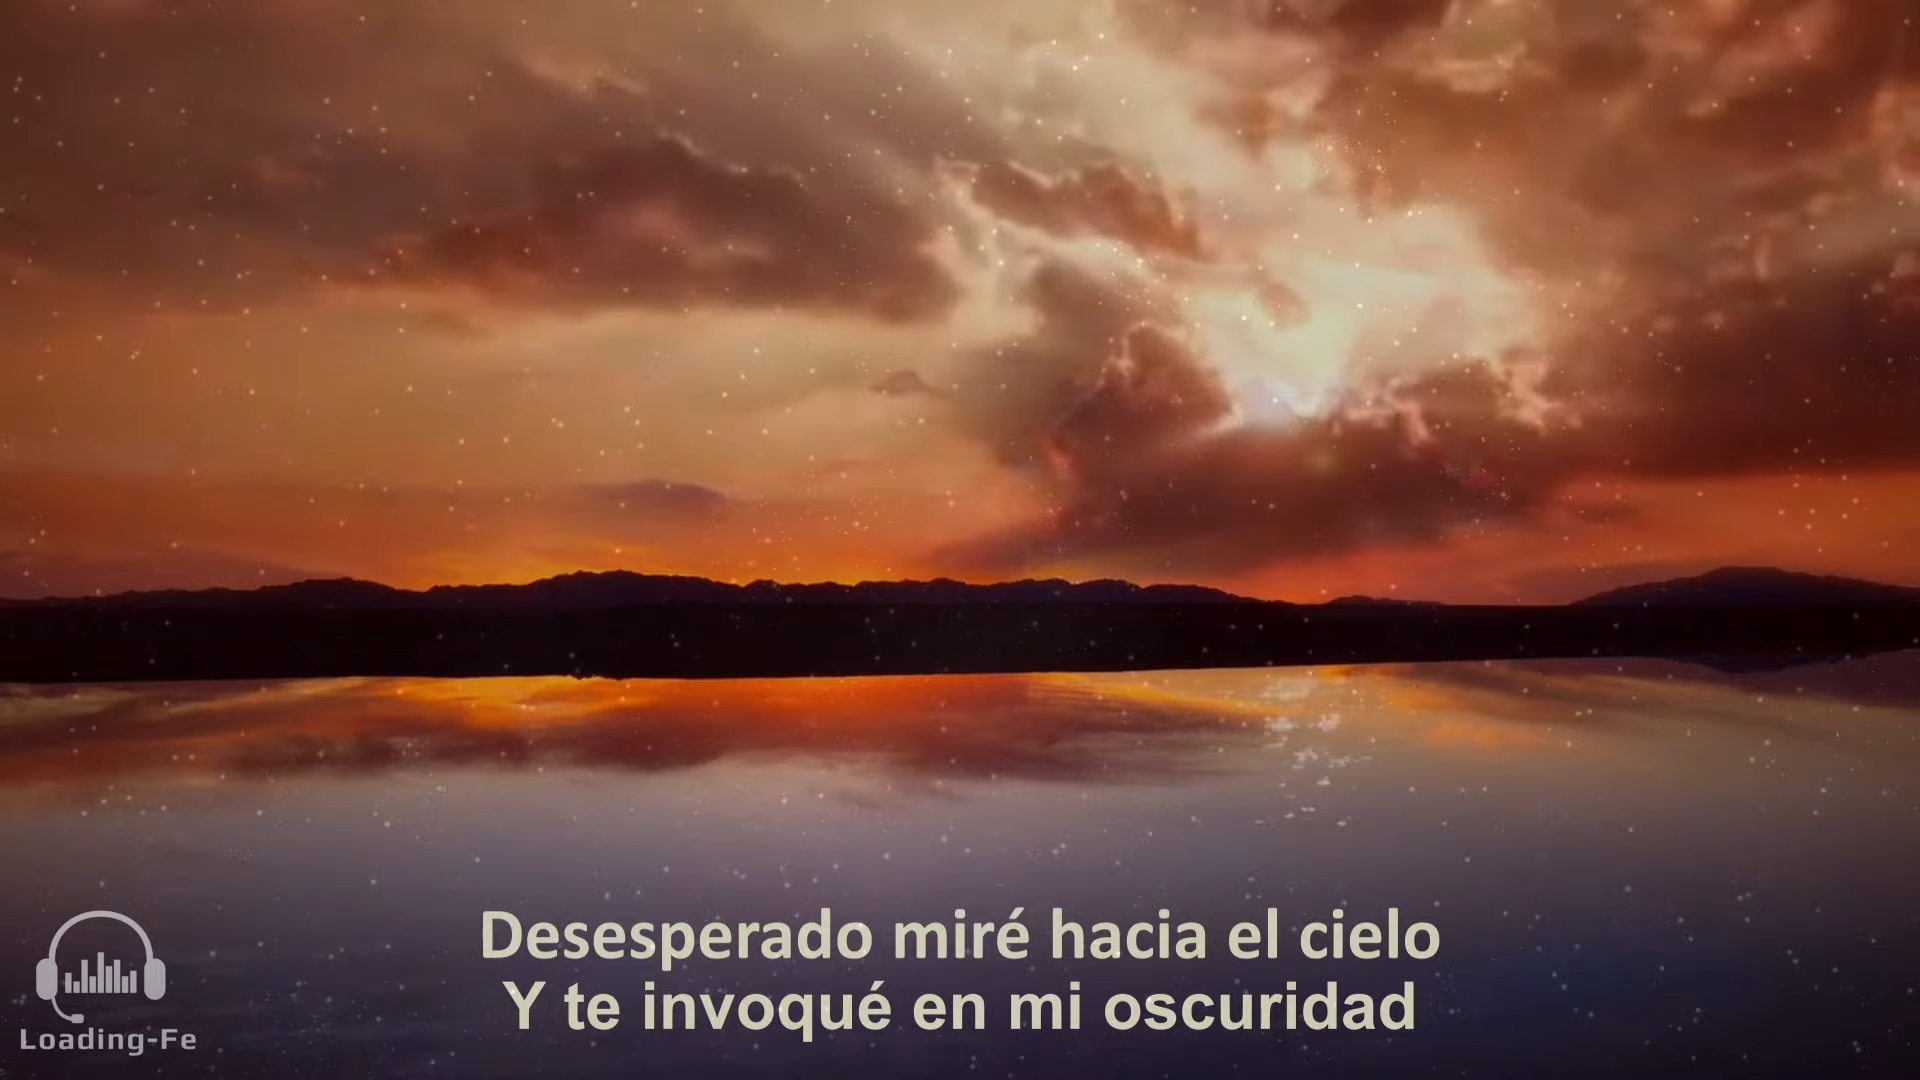 Desesperado miré hacia el cielo
Y te invoqué en mi oscuridad
Loading-Fe